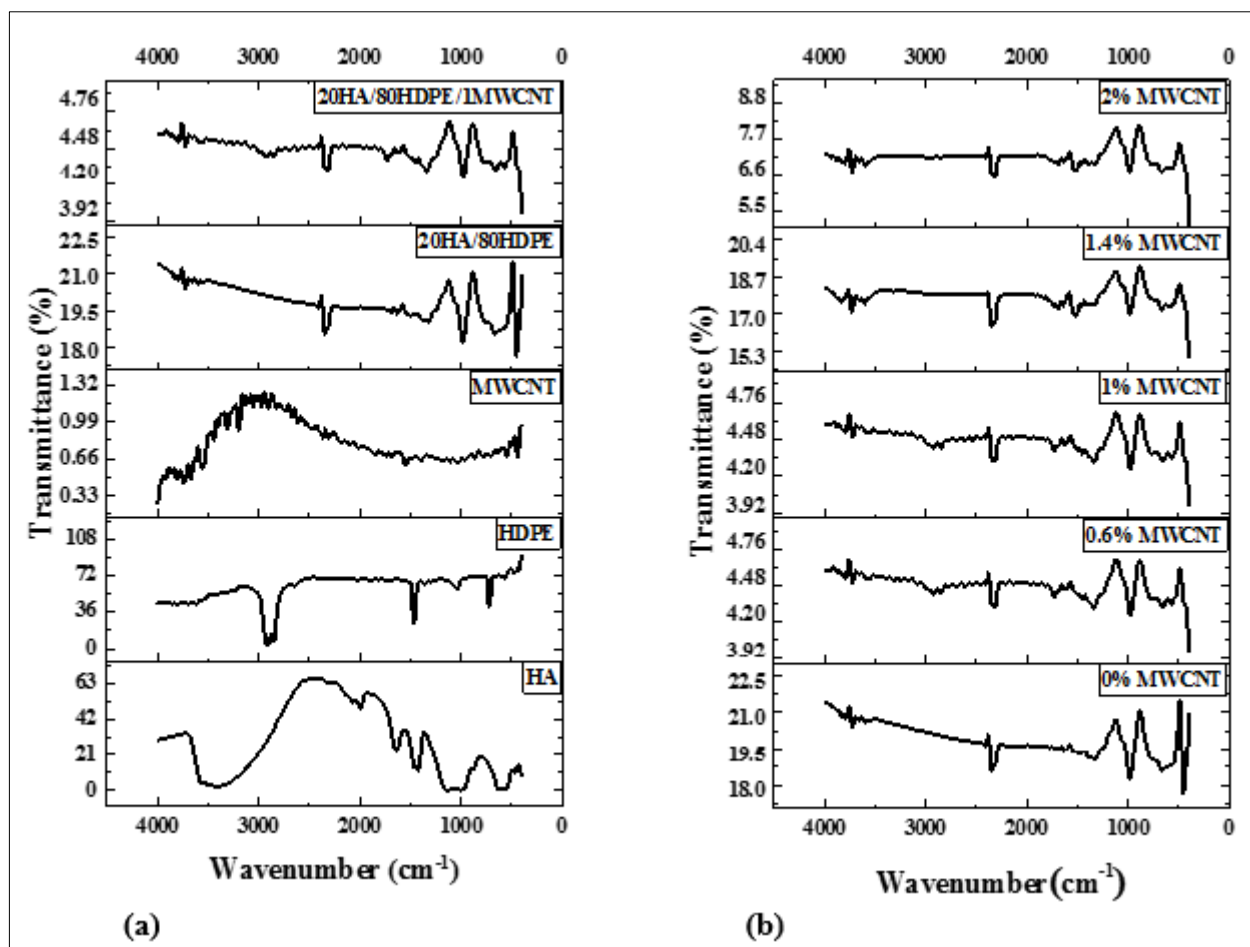 4000 3000 2000 1000 0
Transmittance (%)
20HA/80HDPE/1MWCNT
4.76
4.48
4.20
3.92
20HA/80HDPE
22.5
21.0
19.5
18.0
MWCNT
1.32
0.99
0.66
0.33
HDPE
108
72
36
0
HA
63
42
21
0
4000 3000 2000 1000 0
Wavenumber (cm⁻¹)
(a)
4000 3000 2000 1000 0
Transmittance (%)
2% MWCNT
8.8
7.7
6.6
5.5
1.4% MWCNT
20.4
18.7
17.0
15.3
1% MWCNT
4.76
4.48
4.20
3.92
0.6% MWCNT
4.76
4.48
4.20
3.92
0% MWCNT
22.5
21.0
19.5
18.0
4000 3000 2000 1000 0
Wavenumber(cm⁻¹)
(b)